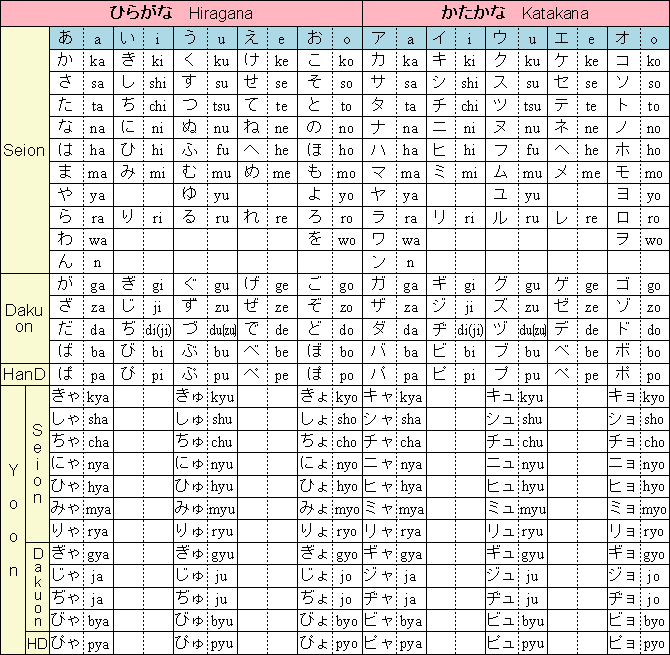 ひらがな Hiragana かたかな Katakana
あ a い i う u え e お o ア a イ i ウ u エ e オ o
Seion
か ka き ki く ku け ke こ ko カ ka キ ki ク ku ケ ke コ ko
さ sa し shi す su せ se そ so サ sa シ shi ス su セ se ソ so
た ta ち chi つ tsu て te と to タ ta チ chi ツ tsu テ te ト to
な na に ni ぬ nu ね ne の no ナ na ニ ni ヌ nu ネ ne ノ no
は ha ひ hi ふ fu へ he ほ ho ハ ha ヒ hi フ fu ヘ he ホ ho
ま ma み mi む mu め me も mo マ ma ミ mi ム mu メ me モ mo
や ya ゆ yu よ yo ヤ ya ユ yu ヨ yo
ら ra り ri る ru れ re ろ ro ラ ra リ ri ル ru レ re ロ ro
わ wa を wo ワ wa ヲ wo
ん n ン n
Daku on
が ga ぎ gi ぐ gu げ ge ご go ガ ga ギ gi グ gu ゲ ge ゴ go
ざ za じ ji ず zu ぜ ze ぞ zo ザ za ジ ji ズ zu ゼ ze ゾ zo
だ da ぢ di(ji) づ du(zu) で de ど do ダ da ヂ di(ji) ヅ du(zu) デ de ド do
ば ba び bi ぶ bu べ be ぼ bo バ ba ビ bi ブ bu ベ be ボ bo
HanD ぱ pa ぴ pi ぷ pu ぺ pe ぽ po パ pa ピ pi プ pu ペ pe ポ po
Yoon
Seion
きゃ kya きゅ kyu きょ kyo キャ kya キュ kyu キョ kyo
しゃ sha しゅ shu しょ sho シャ sha シュ shu ショ sho
ちゃ cha ちゅ chu ちょ cho チャ cha チュ chu チョ cho
にゃ nya にゅ nyu にょ nyo ニャ nya ニュ nyu ニョ nyo
ひゃ hya ひゅ hyu ひょ hyo ヒャ hya ヒュ hyu ヒョ hyo
みゃ mya みゅ myu みょ myo ミャ mya ミュ myu ミョ myo
りゃ rya りゅ ryu りょ ryo リャ rya リュ ryu リョ ryo
Dakuon
ぎゃ gya ぎゅ gyu ぎょ gyo ギャ gya ギュ gyu ギョ gyo
じゃ ja じゅ ju じょ jo ジャ ja ジュ ju ジョ jo
ぢゃ ja ぢゅ ju ぢょ jo ヂャ ja ヂュ ju ヂョ jo
びゃ bya びゅ byu びょ byo ビャ bya ビュ byu ビョ byo
HD ぴゃ pya ぴゅ pyu ぴょ pyo ピャ pya ピュ pyu ピョ pyo